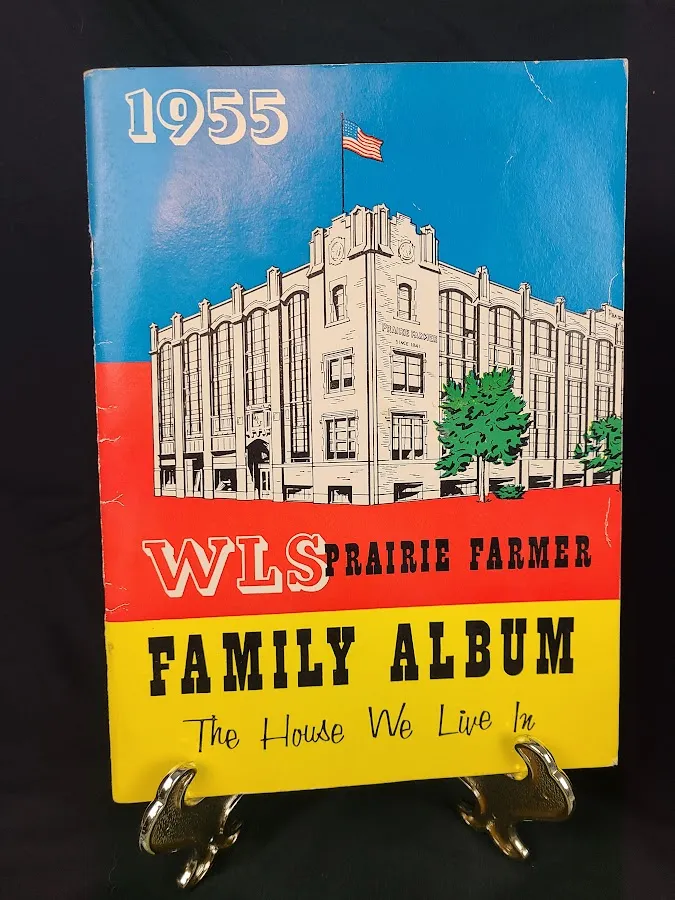 1955
PRAIRIE FARMER
SINCE 1841
WLS PRAIRIE FARMER
FAMILY ALBUM
The House We Live In